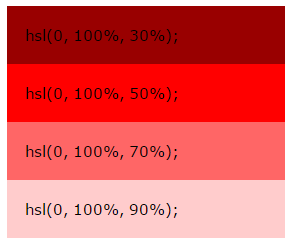 hsl(0, 100%, 30%);
hsl(0, 100%, 50%);
hsl(0, 100%, 70%);
hsl(0, 100%, 90%);